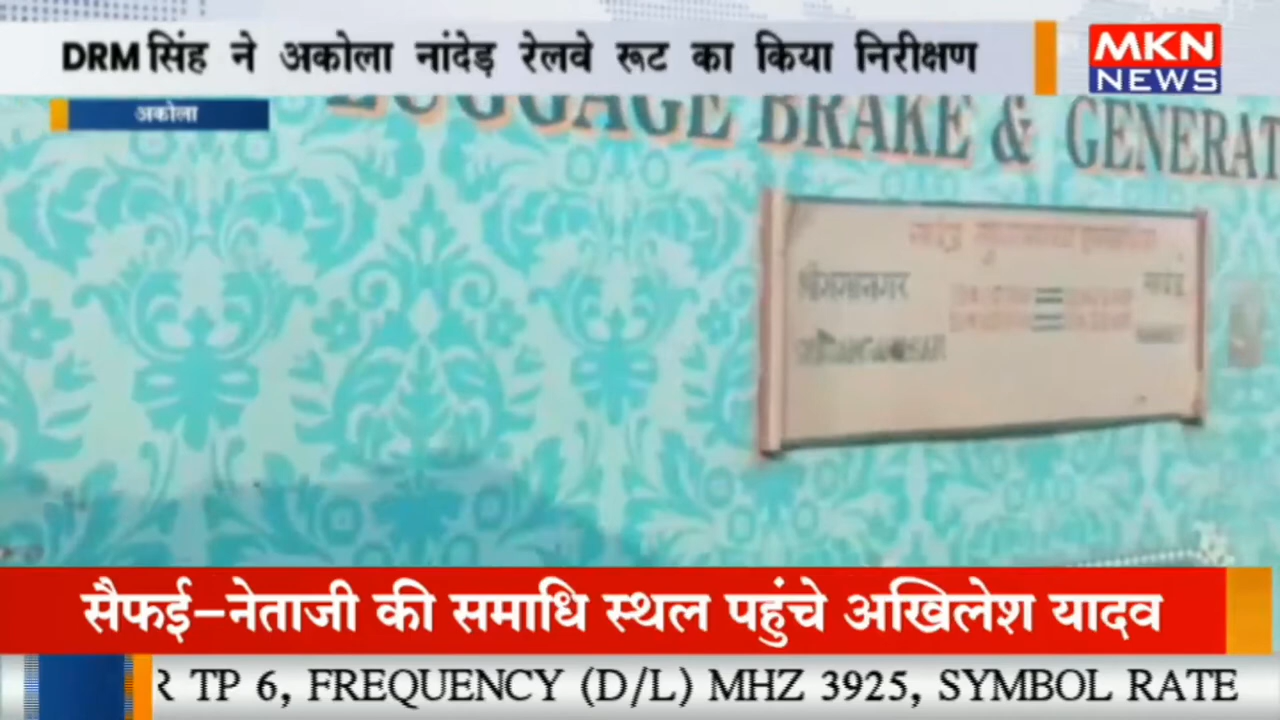 DRM सिंह ने अकोला नांदेड़ रेलवे रूट का किया निरीक्षण
MKN
NEWS
अकोला
LUGGAGE BRAKE & GENERAT
सैफई-नेताजी की समाधि स्थल पहुंचे अखिलेश यादव
R TP 6, FREQUENCY (D/L) MHZ 3925, SYMBOL RATE